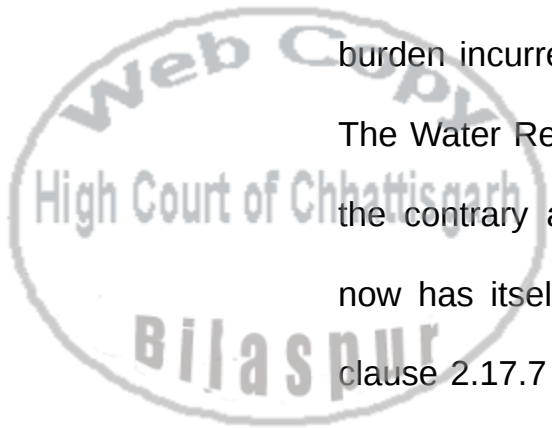 Web Copy
burden incurre
The Water Re
High Court of Chhattisgarh
the contrary a
now has itsel
Bilaspur
clause 2.17.7